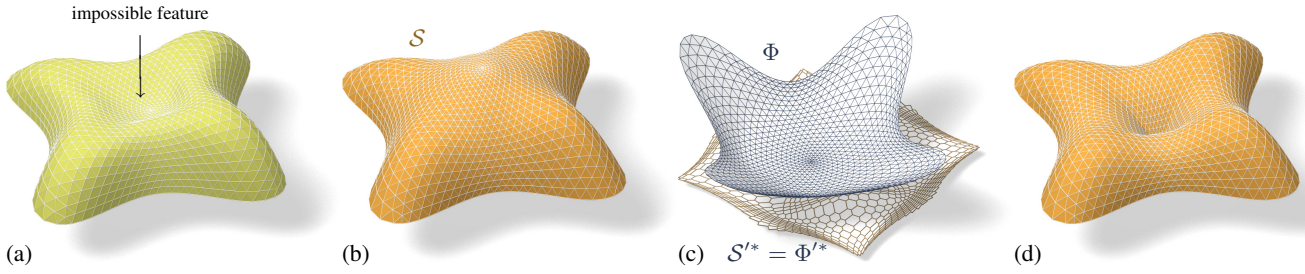 impossible feature
S
Φ
S′* = Φ′*
(a)
(b)
(c)
(d)